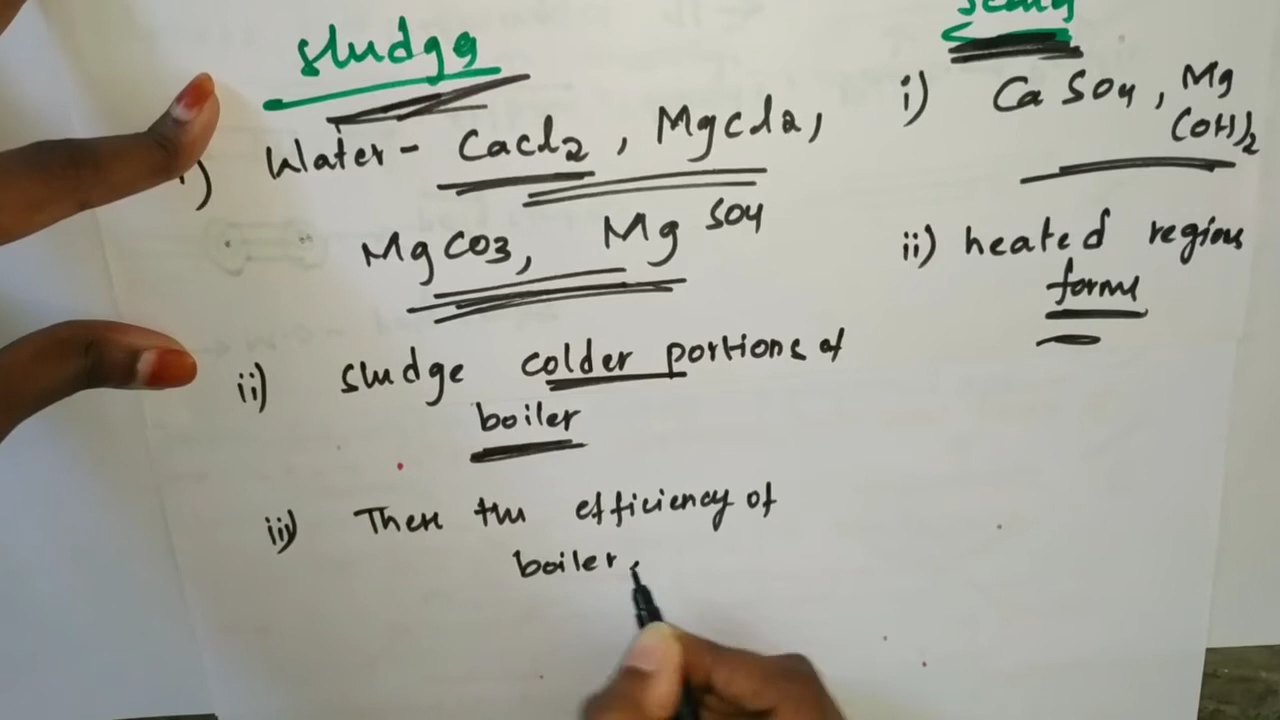 sludge
i) Water - Cacl2, Mgcl2,
MgCO3, Mg SO4
ii) sludge colder portions of
boiler
iii) There the efficiency of
boiler
i) CaSO4, Mg
(OH)2
ii) heated regions
forms